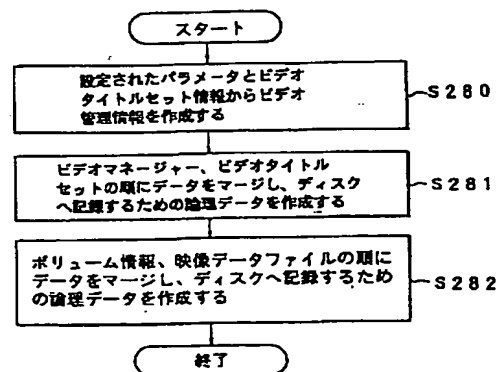 スタート
設定されたパラメータとビデオ
タイトルセット情報からビデオ
管理情報を作成する
S280
ビデオマネージャー、ビデオタイトル
セットの順にデータをマージし、ディスク
へ記録するための論理データを作成する
S281
ボリューム情報、映像データファイルの順に
データをマージし、ディスクへ記録するため
の論理データを作成する
S282
終了